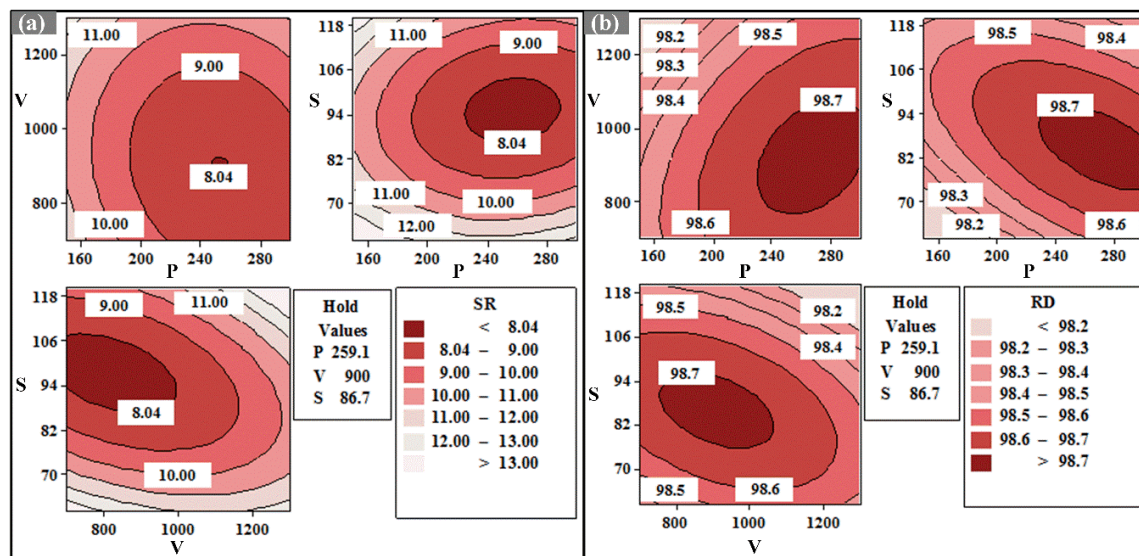 (a)
11.00
9.00
8.04
10.00
1200
1000
800
V
160 200 240 280
P
11.00
9.00
8.04
11.00
10.00
12.00
118
106
94
82
70
S
160 200 240 280
P
9.00
11.00
8.04
10.00
118
106
94
82
70
S
800 1000 1200
V
Hold
Values
P 259.1
V 900
S 86.7
SR
< 8.04
8.04 – 9.00
9.00 – 10.00
10.00 – 11.00
11.00 – 12.00
12.00 – 13.00
> 13.00
(b)
98.2
98.5
98.3
98.4
98.7
98.6
1200
1000
800
V
160 200 240 280
P
98.5
98.4
98.7
98.3
98.2
98.6
118
106
94
82
70
S
160 200 240 280
P
98.5
98.2
98.4
98.7
98.5
98.6
118
106
94
82
70
S
800 1000 1200
V
Hold
Values
P 259.1
V 900
S 86.7
RD
< 98.2
98.2 – 98.3
98.3 – 98.4
98.4 – 98.5
98.5 – 98.6
98.6 – 98.7
> 98.7